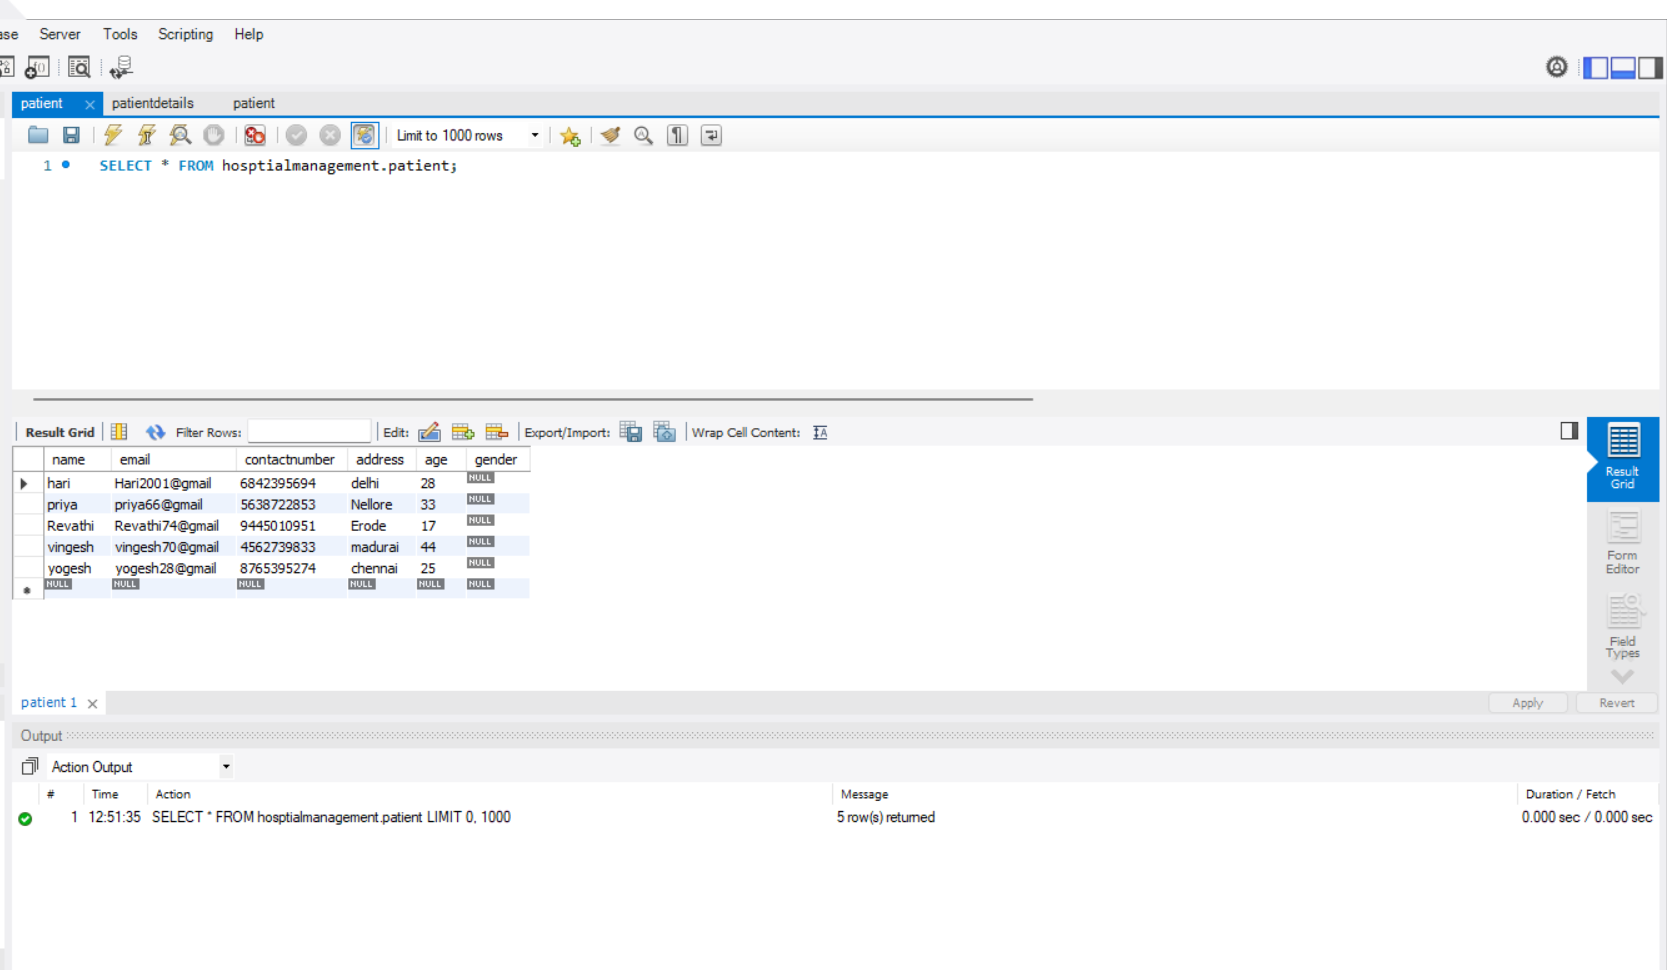 Server Tools Scripting Help
patient patientdetails patient
Limit to 1000 rows
1 SELECT * FROM hosptialmanagement.patient;
Result Grid Filter Rows: Edit: Export/Import: Wrap Cell Content:
name email contactnumber address age gender
hari Hari2001@gmail 6842395694 delhi 28 NULL
priya priya66@gmail 5638722853 Nellore 33 NULL
Revathi Revathi74@gmail 9445010951 Erode 17 NULL
vingesh vingesh70@gmail 4562739833 madurai 44 NULL
yogesh yogesh28@gmail 8765395274 chennai 25 NULL
NULL NULL NULL NULL NULL NULL
Result
Grid
Form
Editor
Field
Types
patient 1 Apply Revert
Output
Action Output
# Time Action Message Duration / Fetch
1 12:51:35 SELECT * FROM hosptialmanagement.patient LIMIT 0, 1000 5 row(s) returned 0.000 sec / 0.000 sec